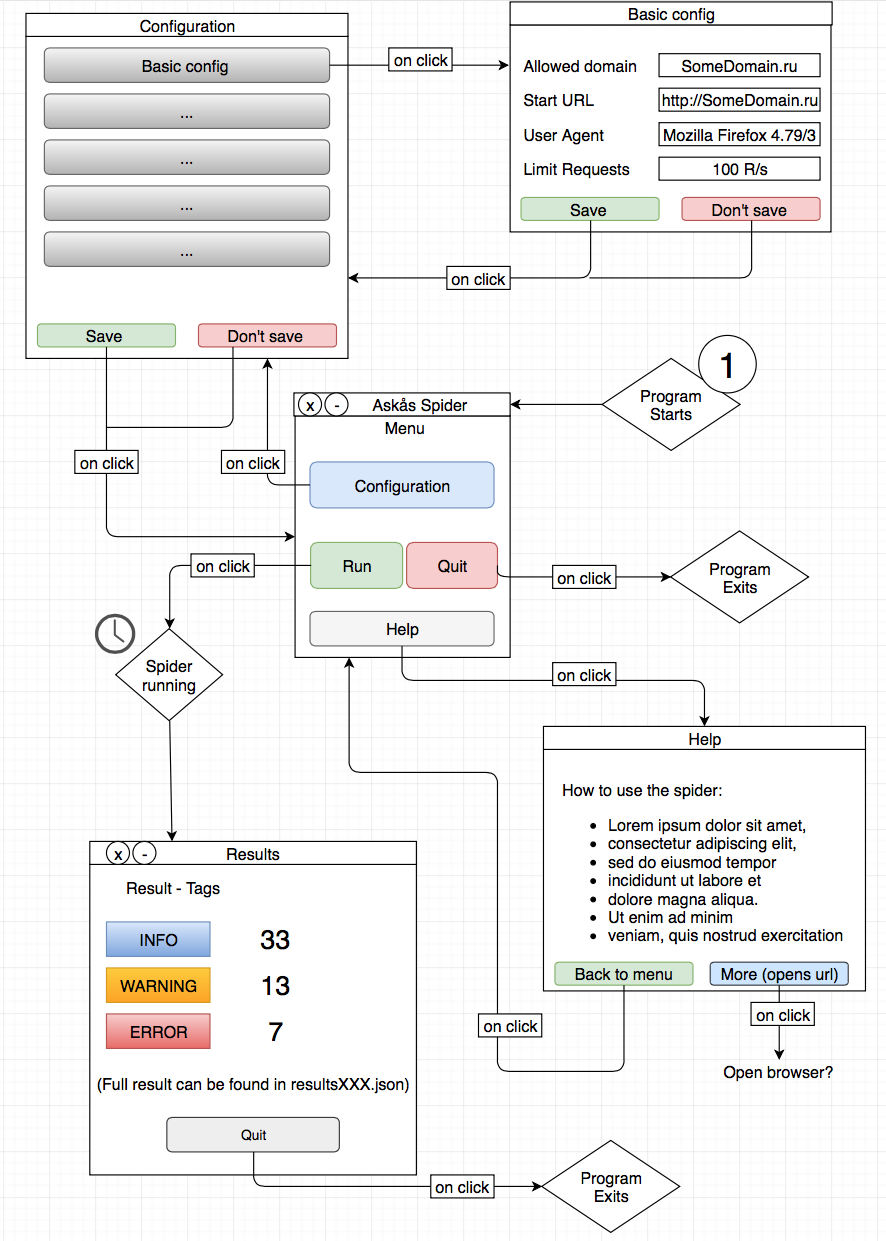 Configuration
Basic config
...
...
...
...
Save
Don't save
on click
Basic config
Allowed domain
SomeDomain.ru
Start URL
http://SomeDomain.ru
User Agent
Mozilla Firefox 4.79/3
Limit Requests
100 R/s
Save
Don't save
on click
on click
on click
x
-
Askås Spider
Menu
Configuration
Run
Quit
Help
1
Program
Starts
on click
on click
Program
Exits
Spider
running
on click
Help
How to use the spider:
• Lorem ipsum dolor sit amet,
• consectetur adipiscing elit,
• sed do eiusmod tempor
• incididunt ut labore et
• dolore magna aliqua.
• Ut enim ad minim
• veniam, quis nostrud exercitation
Back to menu
More (opens url)
on click
on click
Open browser?
x
-
Results
Result - Tags
INFO
33
WARNING
13
ERROR
7
(Full result can be found in resultsXXX.json)
Quit
on click
Program
Exits